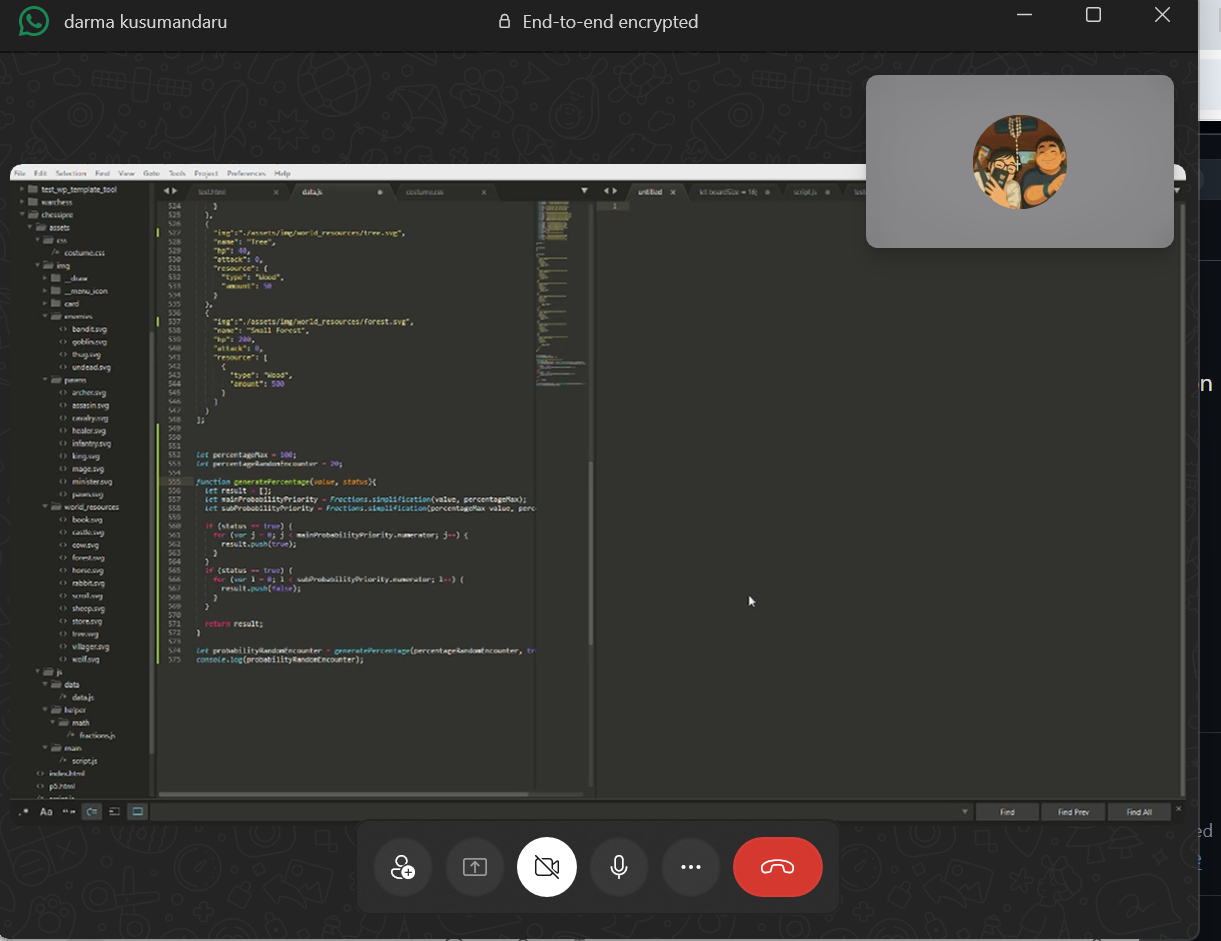 darma kusumandaru
End-to-end encrypted
File Edit Selection Find View Goto Tools Project Preferences Help
test_wp_template_tool
warchess
chessipre
assets
css
costume.css
img
__draw
__menu_icon
card
enemies
bandit.svg
goblin.svg
thug.svg
undead.svg
pawns
archer.svg
assasin.svg
cavalry.svg
healer.svg
infantry.svg
king.svg
mage.svg
minister.svg
pawn.svg
world_resources
book.svg
castle.svg
cow.svg
forest.svg
horse.svg
rabbit.svg
scroll.svg
sheep.svg
store.svg
tree.svg
villager.svg
wolf.svg
js
data
data.js
helper
math
fractions.js
main
script.js
index.html
p5.html
script.js
test.html
data.js
costume.css
untitled
let boardSize = 16;
script.js
1
524 }
525 },
526 {
527 "img":"./assets/img/world_resources/tree.svg",
528 "name": "Tree",
529 "hp": 40,
530 "attack": 0,
531 "resource": {
532 "type": "Wood",
533 "amount": 50
534 }
535 },
536 {
537 "img":"./assets/img/world_resources/forest.svg",
538 "name": "Small Forest",
539 "hp": 200,
540 "attack": 0,
541 "resource": [
542 {
543 "type": "Wood",
544 "amount": 500
545 }
546 ]
547 }
548 ];
549
550
551
552 let percentageMax = 100;
553 let percentageRandomEncounter = 20;
554
555 function generatePercentage(value, status){
556 let result = [];
557 let mainProbabilityPriority = Fractions.simplification(value, percentageMax);
558 let subProbabilityPriority = Fractions.simplification(percentageMax-value, perc
559
560 if (status == true) {
561 for (var j = 0; j < mainProbabilityPriority.numerator; j++) {
562 result.push(true);
563 }
564 }
565 if (status == true) {
566 for (var l = 0; l < subProbabilityPriority.numerator; l++) {
567 result.push(false);
568 }
569 }
570
571 return result;
572 }
573
574 let probabilityRandomEncounter = generatePercentage(percentageRandomEncounter, tr
575 console.log(probabilityRandomEncounter);
Aa
Find
Find Prev
Find All